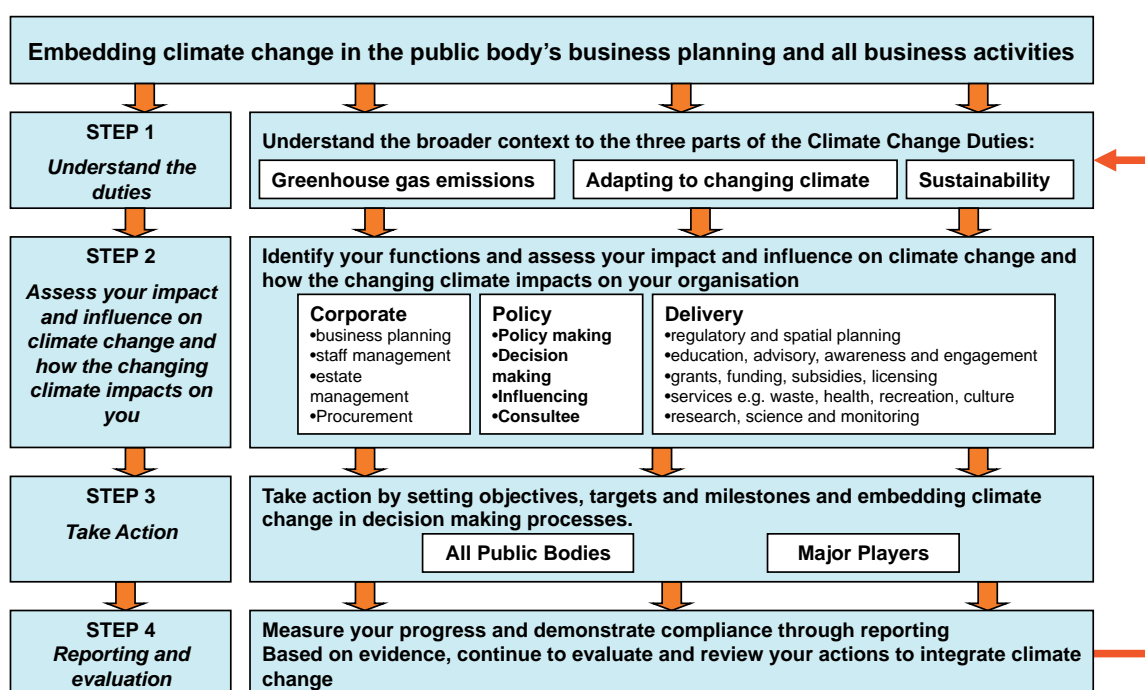 Embedding climate change in the public body's business planning and all business activities
STEP 1
Understand the
duties
Understand the broader context to the three parts of the Climate Change Duties:
Greenhouse gas emissions
Adapting to changing climate
Sustainability
STEP 2
Assess your impact
and influence on
climate change and
how the changing
climate impacts on
you
Identify your functions and assess your impact and influence on climate change and
how the changing climate impacts on your organisation
Corporate
•business planning
•staff management
•estate
management
•Procurement
Policy
•Policy making
•Decision
making
•Influencing
•Consultee
Delivery
•regulatory and spatial planning
•education, advisory, awareness and engagement
•grants, funding, subsidies, licensing
•services e.g. waste, health, recreation, culture
•research, science and monitoring
STEP 3
Take Action
Take action by setting objectives, targets and milestones and embedding climate
change in decision making processes.
All Public Bodies
Major Players
STEP 4
Reporting and
evaluation
Measure your progress and demonstrate compliance through reporting
Based on evidence, continue to evaluate and review your actions to integrate climate
change